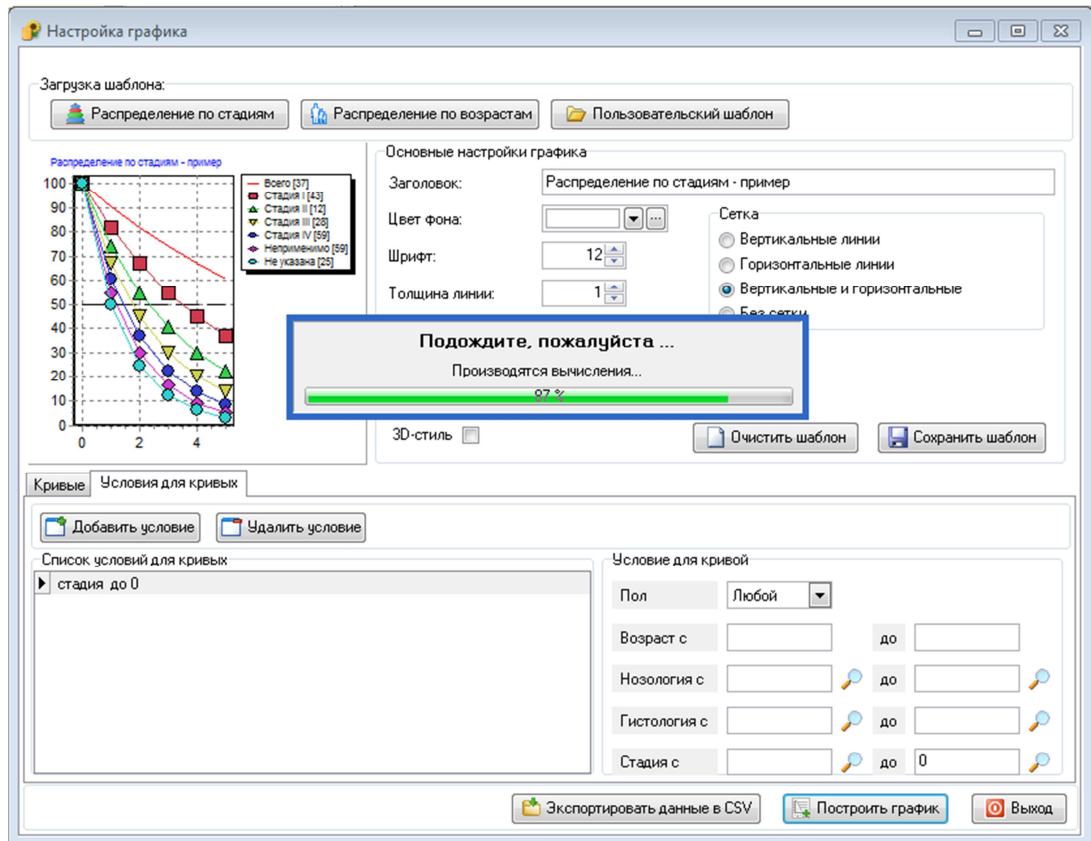 Настройка графика
Загрузка шаблона:
Распределение по стадиям
Распределение по возрастам
Пользовательский шаблон
Распределение по стадиям - пример
100
90
80
70
60
50
40
30
20
10
0
0 2 4
Всего [37]
Стадия I [43]
Стадия II [12]
Стадия III [28]
Стадия IV [59]
Неприменимо [59]
Не указана [25]
Основные настройки графика
Заголовок: Распределение по стадиям - пример
Цвет фона:
Шрифт: 12
Толщина линии: 1
Сетка
Вертикальные линии
Горизонтальные линии
Вертикальные и горизонтальные
Без сетки
Подождите, пожалуйста ...
Производятся вычисления...
87 %
3D-стиль
Очистить шаблон
Сохранить шаблон
Кривые
Условия для кривых
Добавить условие
Удалить условие
Список условий для кривых
стадия до 0
Условие для кривой
Пол Любой
Возраст с до
Нозология с до
Гистология с до
Стадия с до 0
Экспортировать данные в CSV
Построить график
Выход